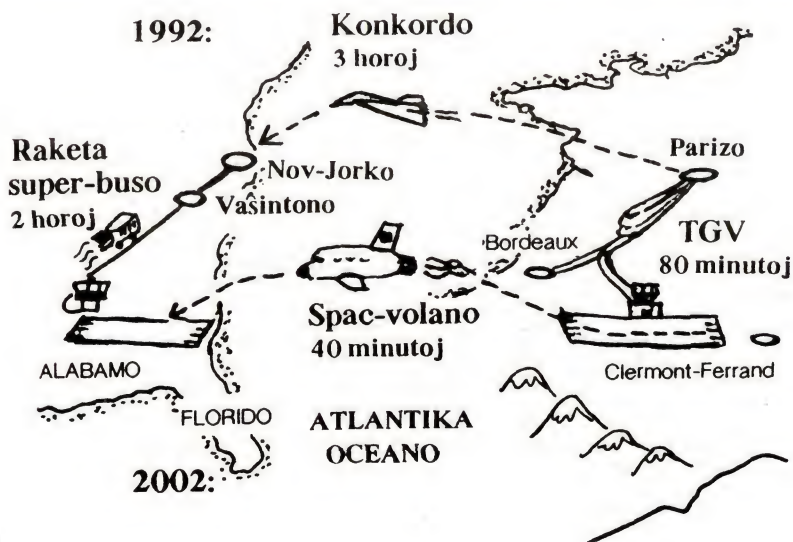 1992:
Konkordo
3 horoj
Raketa
super-buso
2 horoj
Nov-Jorko
Vaŝintono
Parizo
Bordeaux
TGV
80 minutoj
Spac-volano
40 minutoj
ALABAMO
Clermont-Ferrand
FLORIDO
ATLANTIKA
OCEANO
2002: